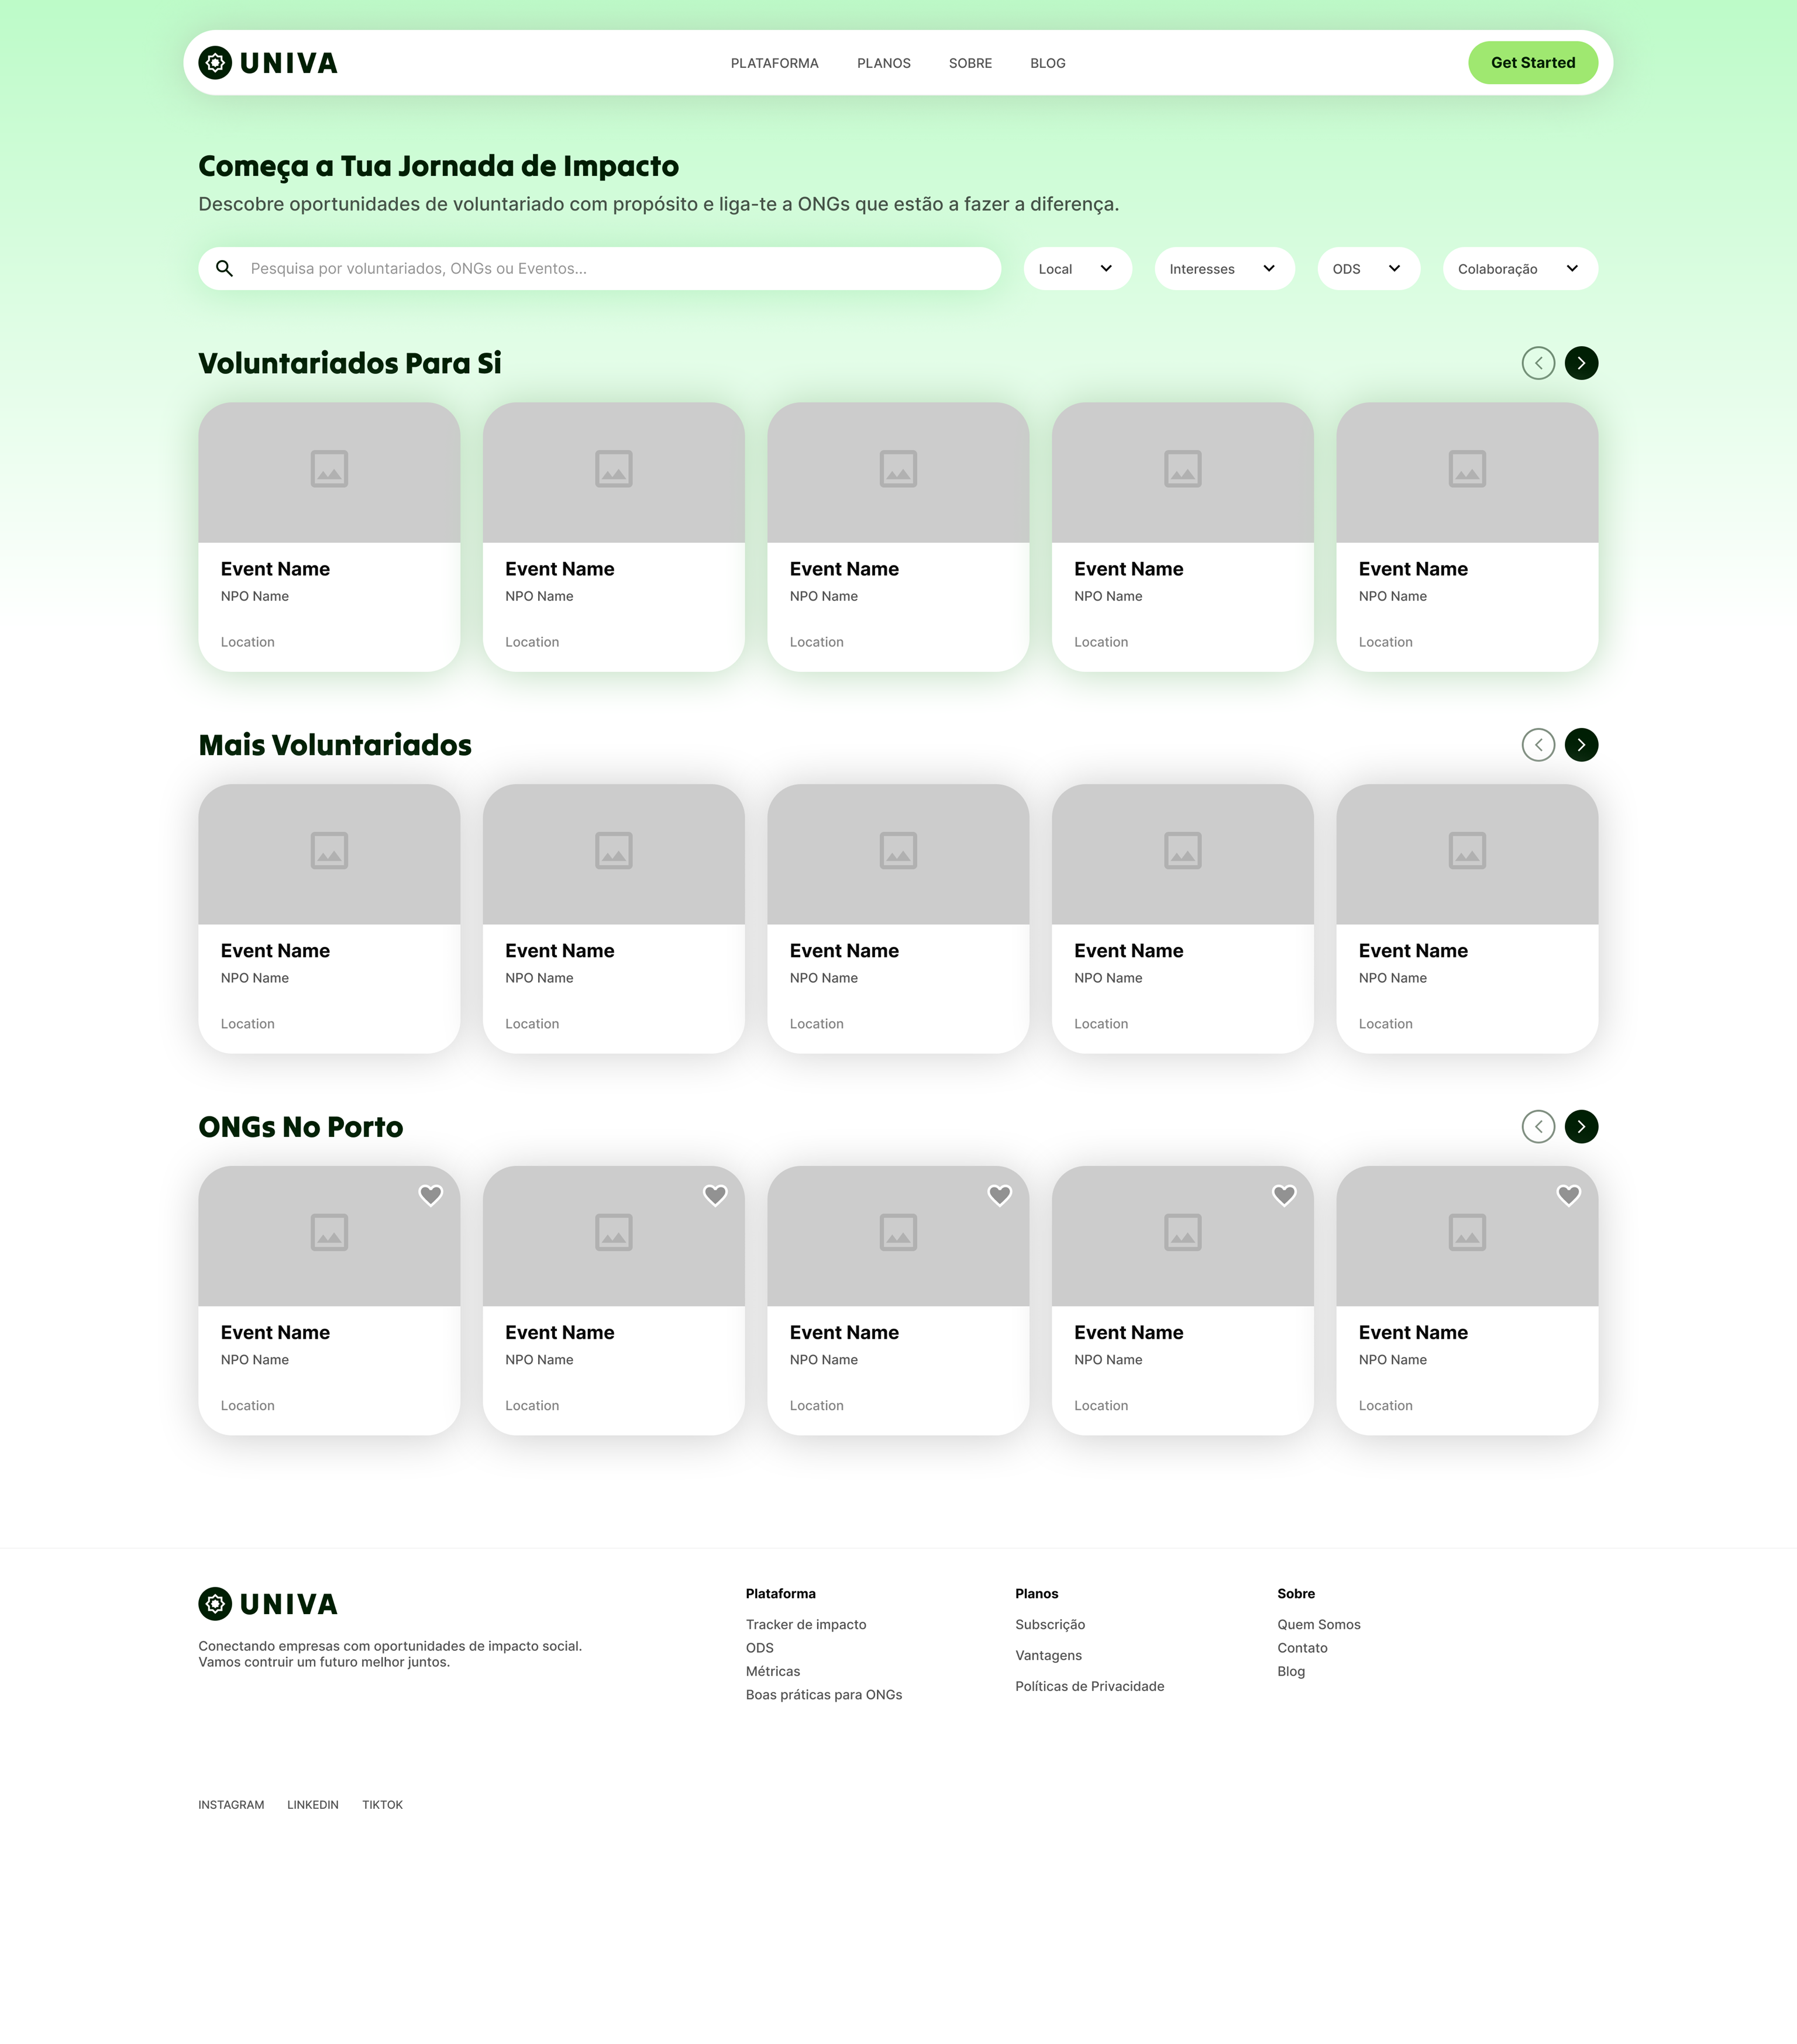 UNIVA
PLATAFORMA PLANOS SOBRE BLOG
Get Started
Começa a Tua Jornada de Impacto
Descobre oportunidades de voluntariado com propósito e liga-te a ONGs que estão a fazer a diferença.
Pesquisa por voluntariados, ONGs ou Eventos...
Local
Interesses
ODS
Colaboração
Voluntariados Para Si
Event Name
NPO Name
Location
Event Name
NPO Name
Location
Event Name
NPO Name
Location
Event Name
NPO Name
Location
Event Name
NPO Name
Location
Mais Voluntariados
Event Name
NPO Name
Location
Event Name
NPO Name
Location
Event Name
NPO Name
Location
Event Name
NPO Name
Location
Event Name
NPO Name
Location
ONGs No Porto
Event Name
NPO Name
Location
Event Name
NPO Name
Location
Event Name
NPO Name
Location
Event Name
NPO Name
Location
Event Name
NPO Name
Location
UNIVA
Conectando empresas com oportunidades de impacto social.
Vamos contruir um futuro melhor juntos.
Plataforma
Tracker de impacto
ODS
Métricas
Boas práticas para ONGs
Planos
Subscrição
Vantagens
Políticas de Privacidade
Sobre
Quem Somos
Contato
Blog
INSTAGRAM LINKEDIN TIKTOK